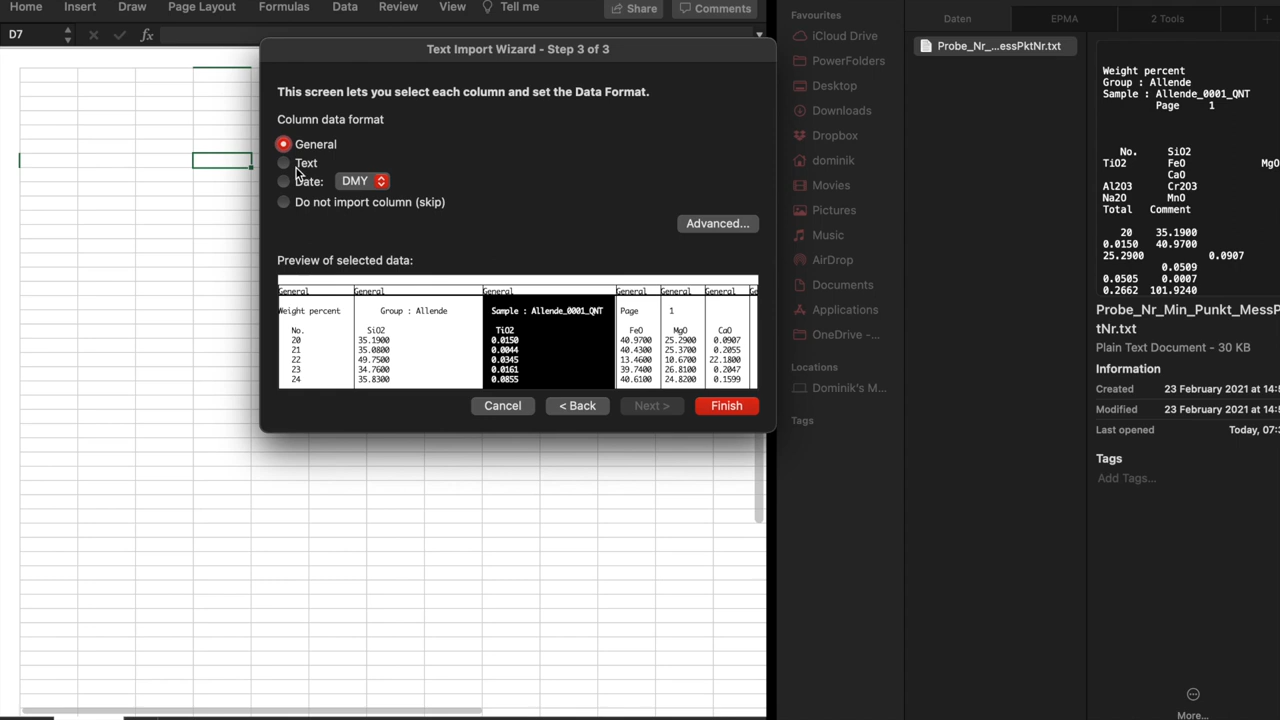 Home Insert Draw Page Layout Formulas Data Review View Tell me Share Comments
D7 fx
Text Import Wizard - Step 3 of 3
This screen lets you select each column and set the Data Format.
Column data format
General
Text
Date: DMY
Do not import column (skip)
Advanced...
Preview of selected data:
General General General General General General Ge
Weight percent Group : Allende Sample : Allende_0001_QNT Page 1
No. SiO2 TiO2 FeO MgO CaO
20 35.1900 0.0150 40.9700 25.2900 0.0907
21 35.0800 0.0044 40.4300 25.3700 0.2055
22 49.7500 0.0345 13.4600 10.6700 22.1800
23 34.7600 0.0161 39.7400 26.8100 0.2047
24 35.8300 0.0855 40.6100 24.8200 0.1599
Cancel < Back Next > Finish
Favourites
iCloud Drive
PowerFolders
Desktop
Downloads
Dropbox
dominik
Movies
Pictures
Music
AirDrop
Documents
Applications
OneDrive -...
Locations
Dominik's M...
Tags
Daten EPMA 2 Tools
Probe_Nr_...essPktNr.txt
Weight percent
Group : Allende
Sample : Allende_0001_QNT
Page 1
No. SiO2
TiO2 FeO MgO
CaO
Al2O3 Cr2O3
Na2O MnO
Total Comment
20 35.1900
0.0150 40.9700
25.2900 0.0907
0.0509
0.0505 0.0007
0.2662 101.9240
Probe_Nr_Min_Punkt_MessP
tNr.txt
Plain Text Document - 30 KB
Information
Created 23 February 2021 at 14:5
Modified 23 February 2021 at 14:5
Last opened Today, 07:3
Tags
Add Tags...
More...